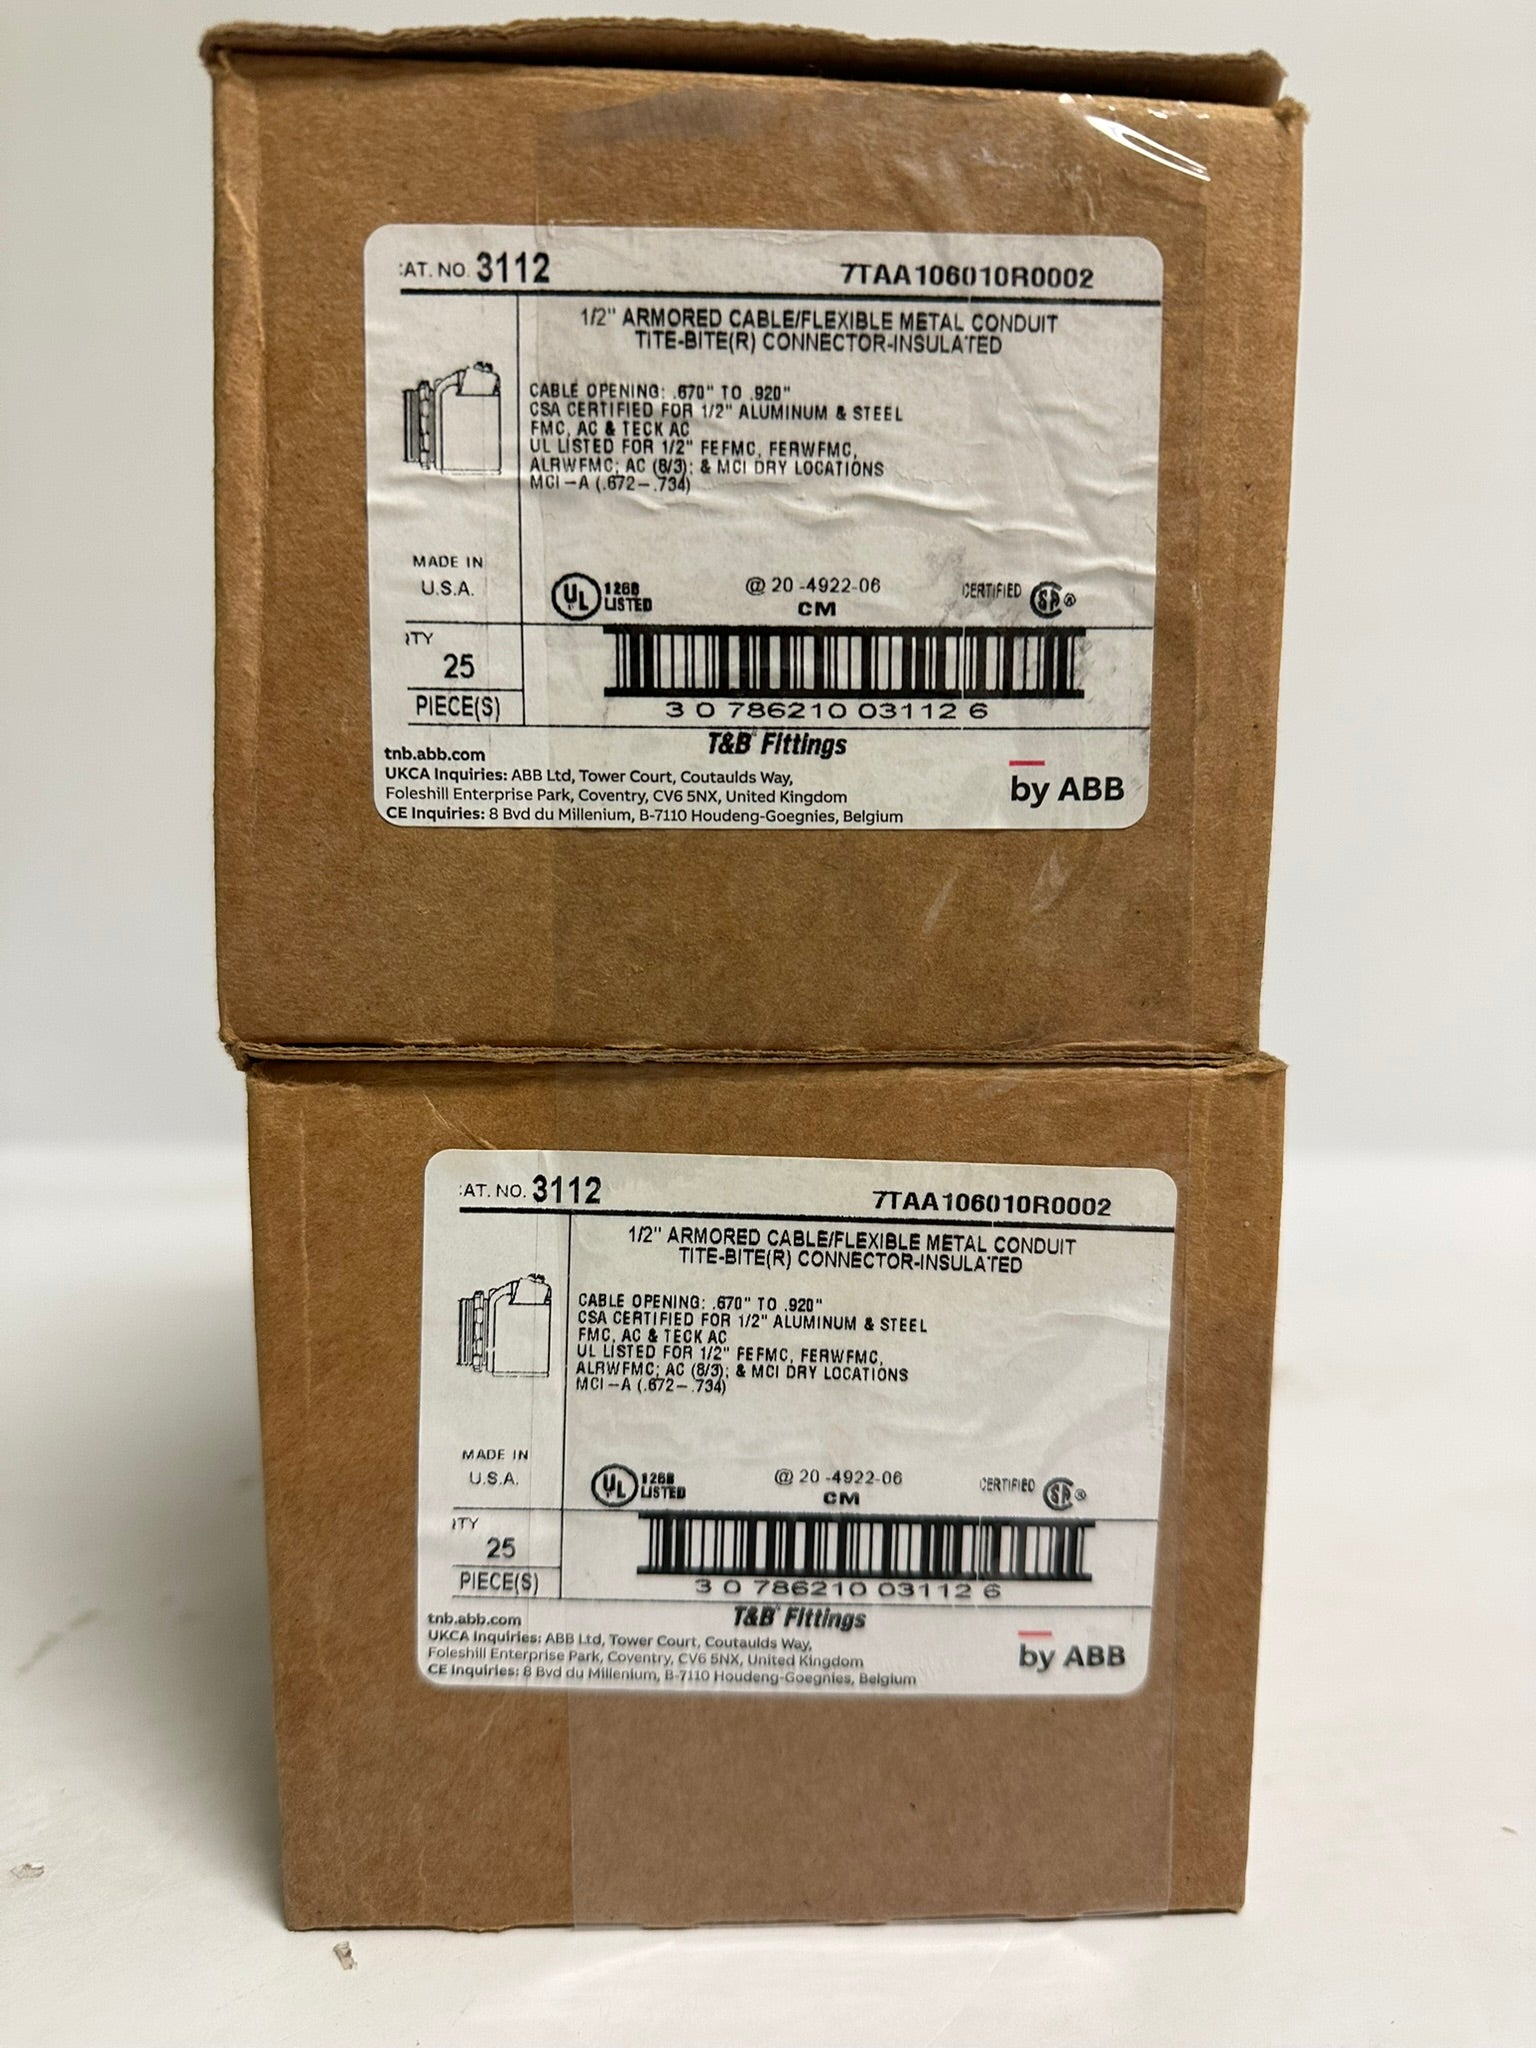 :AT. NO. 3112 7TAA106010R0002
1/2" ARMORED CABLE/FLEXIBLE METAL CONDUIT
TITE-BITE(R) CONNECTOR-INSULATED
CABLE OPENING: .670" TO .920"
CSA CERTIFIED FOR 1/2" ALUMINUM & STEEL
FMC, AC & TECK AC
UL LISTED FOR 1/2" FEFMC, FERWFMC,
ALRWFMC; AC (8/3); & MCI DRY LOCATIONS
MCI-A (.672-.734)
MADE IN
U.S.A.
UL 126B
LISTED
@ 20 -4922-06
CM
CERTIFIED SA®
TY
25
PIECE(S)
3 0 786210 03112 6
T&B Fittings
tnb.abb.com
UKCA Inquiries: ABB Ltd, Tower Court, Coutaulds Way,
Foleshill Enterprise Park, Coventry, CV6 5NX, United Kingdom
CE Inquiries: 8 Bvd du Millenium, B-7110 Houdeng-Goegnies, Belgium
by ABB
:AT. NO. 3112 7TAA106010R0002
1/2" ARMORED CABLE/FLEXIBLE METAL CONDUIT
TITE-BITE(R) CONNECTOR-INSULATED
CABLE OPENING: .670" TO .920"
CSA CERTIFIED FOR 1/2" ALUMINUM & STEEL
FMC, AC & TECK AC
UL LISTED FOR 1/2" FEFMC, FERWFMC,
ALRWFMC; AC (8/3); & MCI DRY LOCATIONS
MCI-A (.672-.734)
MADE IN
U.S.A.
UL 126B
LISTED
@ 20 -4922-06
CM
CERTIFIED SA®
TY
25
PIECE(S)
3 0 786210 03112 6
T&B Fittings
tnb.abb.com
UKCA Inquiries: ABB Ltd, Tower Court, Coutaulds Way,
Foleshill Enterprise Park, Coventry, CV6 5NX, United Kingdom
CE Inquiries: 8 Bvd du Millenium, B-7110 Houdeng-Goegnies, Belgium
by ABB